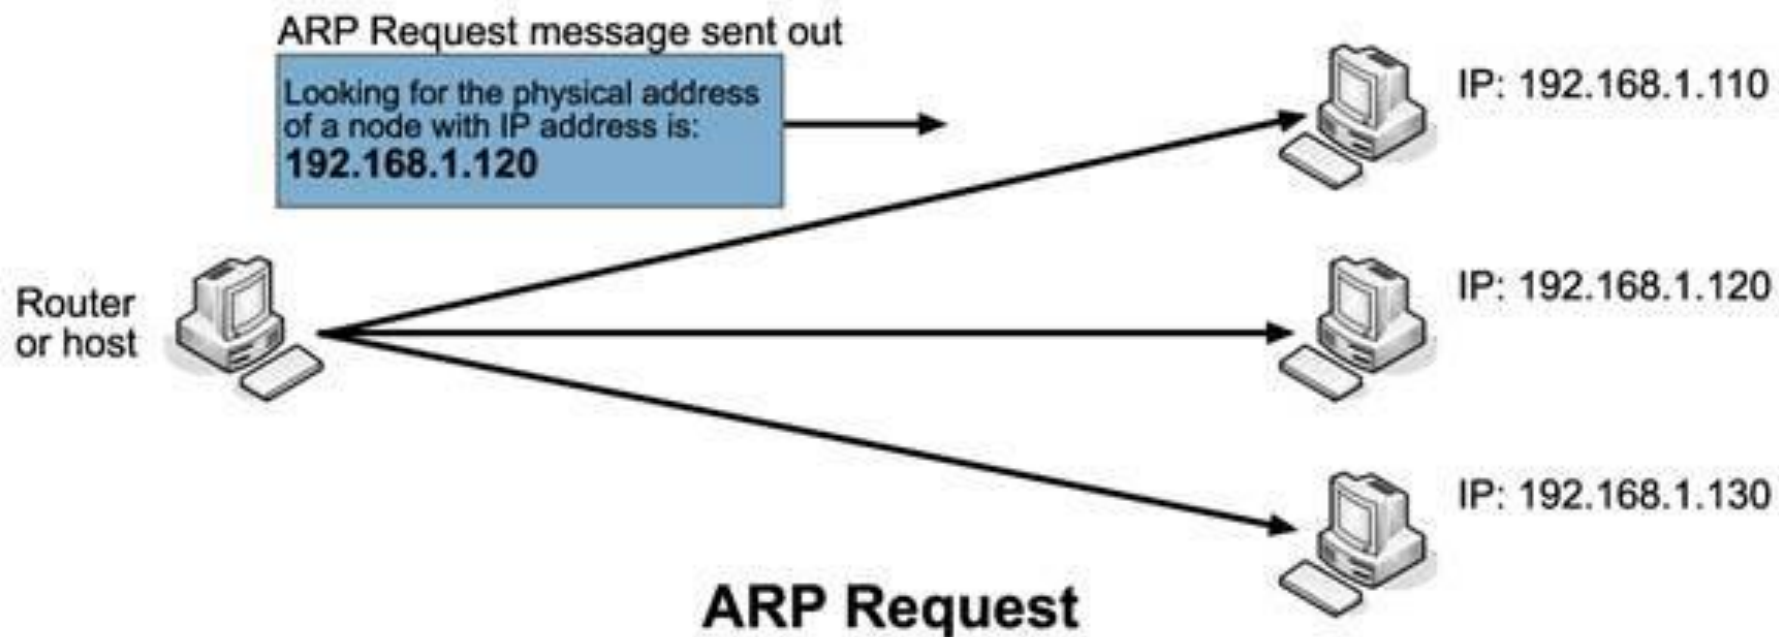 ARP Request message sent out
Looking for the physical address
of a node with IP address is:
192.168.1.120
Router
or host
IP: 192.168.1.110
IP: 192.168.1.120
IP: 192.168.1.130
ARP Request